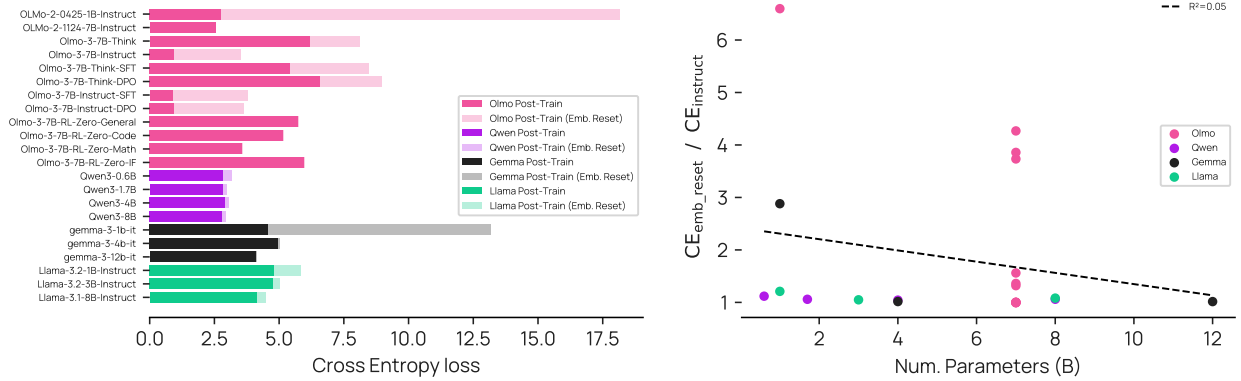 OLMo-2-0425-1B-Instruct
OLMo-2-1124-7B-Instruct
Olmo-3-7B-Think
Olmo-3-7B-Instruct
Olmo-3-7B-Think-SFT
Olmo-3-7B-Think-DPO
Olmo-3-7B-Instruct-SFT
Olmo-3-7B-Instruct-DPO
Olmo-3-7B-RL-Zero-General
Olmo-3-7B-RL-Zero-Code
Olmo-3-7B-RL-Zero-Math
Olmo-3-7B-RL-Zero-IF
Qwen3-0.6B
Qwen3-1.7B
Qwen3-4B
Qwen3-8B
gemma-3-1b-it
gemma-3-4b-it
gemma-3-12b-it
Llama-3.2-1B-Instruct
Llama-3.2-3B-Instruct
Llama-3.1-8B-Instruct
0.0 2.5 5.0 7.5 10.0 12.5 15.0 17.5
Cross Entropy loss
Olmo Post-Train
Olmo Post-Train (Emb. Reset)
Qwen Post-Train
Qwen Post-Train (Emb. Reset)
Gemma Post-Train
Gemma Post-Train (Emb. Reset)
Llama Post-Train
Llama Post-Train (Emb. Reset)
CE_emb_reset / CE_instruct
6
5
4
3
2
1
2 4 6 8 10 12
Num. Parameters (B)
R²=0.05
Olmo
Qwen
Gemma
Llama